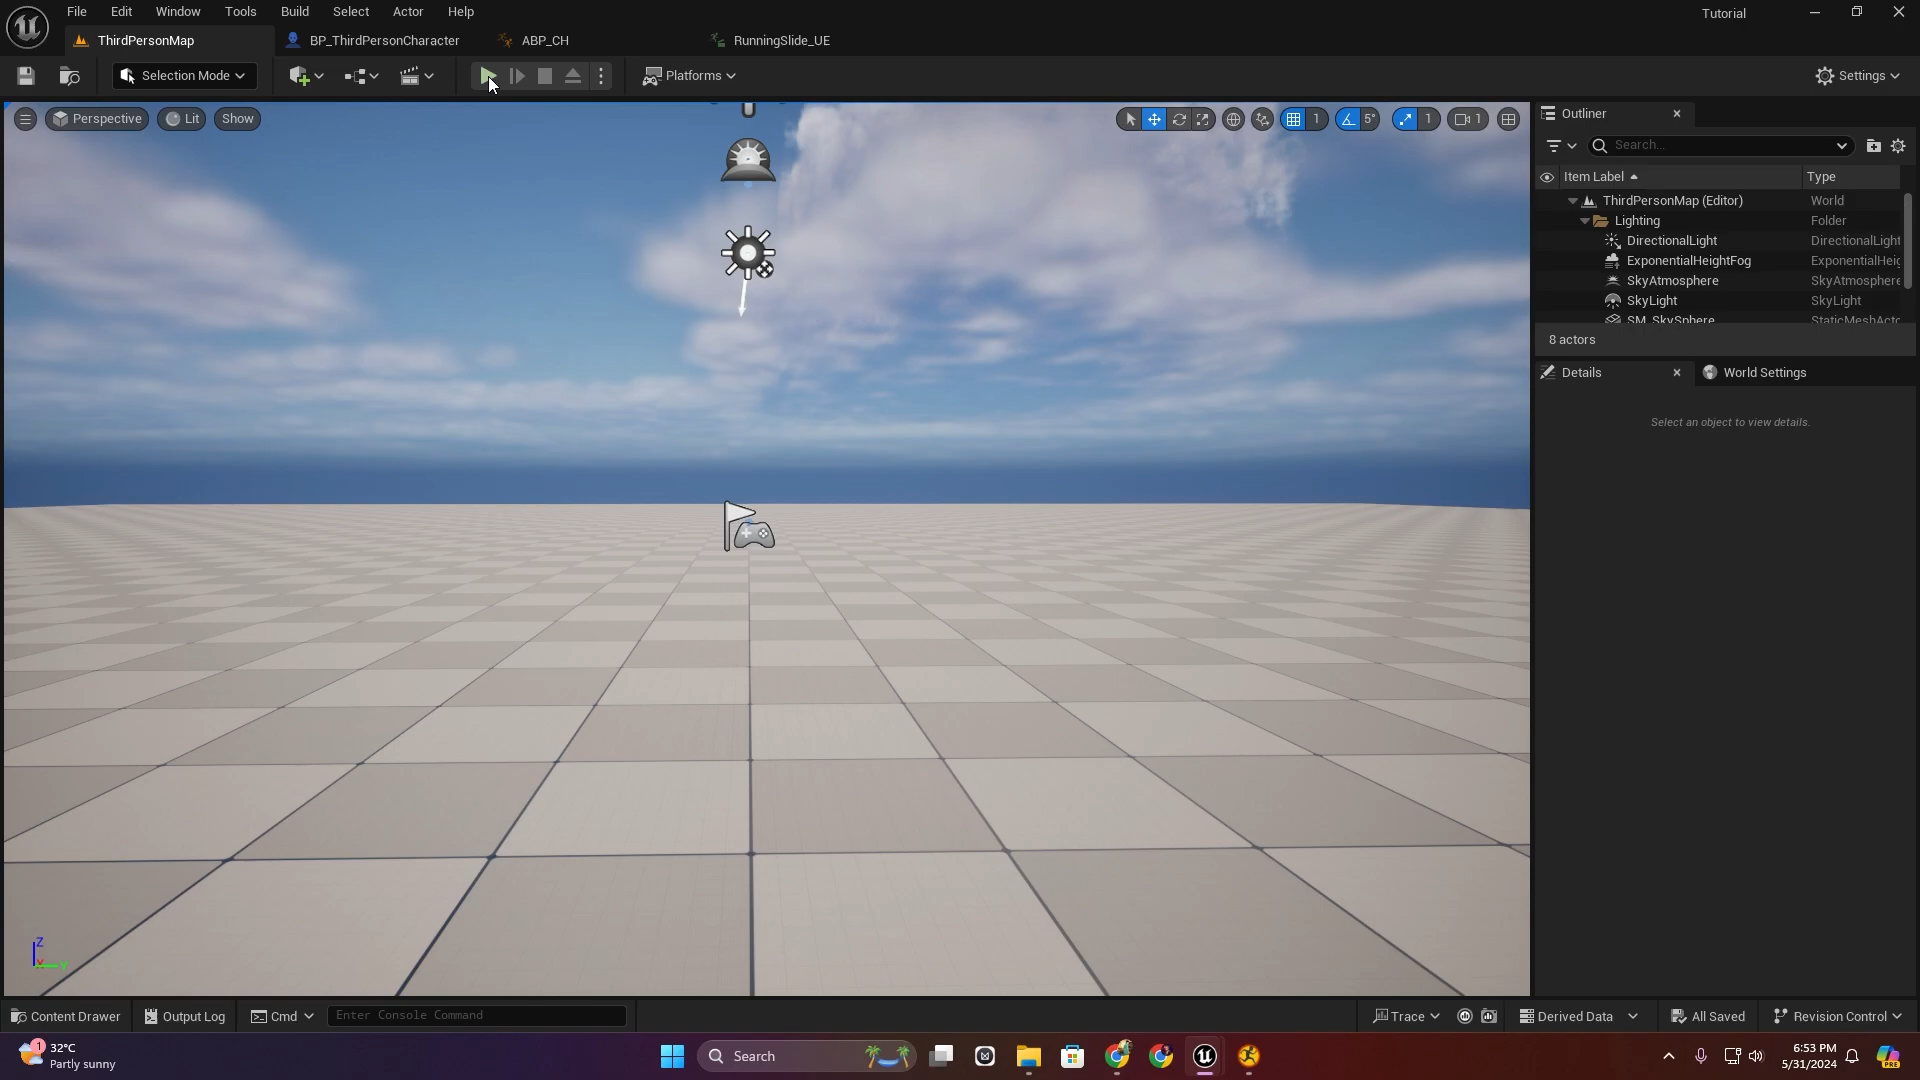 File Edit Window Tools Build Select Actor Help
Tutorial
ThirdPersonMap
BP_ThirdPersonCharacter
ABP_CH
RunningSlide_UE
Selection Mode
Platforms
Settings
Perspective
Lit
Show
1
5°
1
1
Outliner
Search...
Item Label
Type
ThirdPersonMap (Editor) World
Lighting Folder
DirectionalLight DirectionalLight
ExponentialHeightFog ExponentialHeig
SkyAtmosphere SkyAtmosphere
SkyLight SkyLight
SM_SkySphere StaticMeshActo
8 actors
Details
World Settings
Select an object to view details.
Z
Y
Content Drawer
Output Log
Cmd
Enter Console Command
Trace
Derived Data
All Saved
Revision Control
1
32°C
Partly sunny
Search
6:53 PM
5/31/2024
PRE